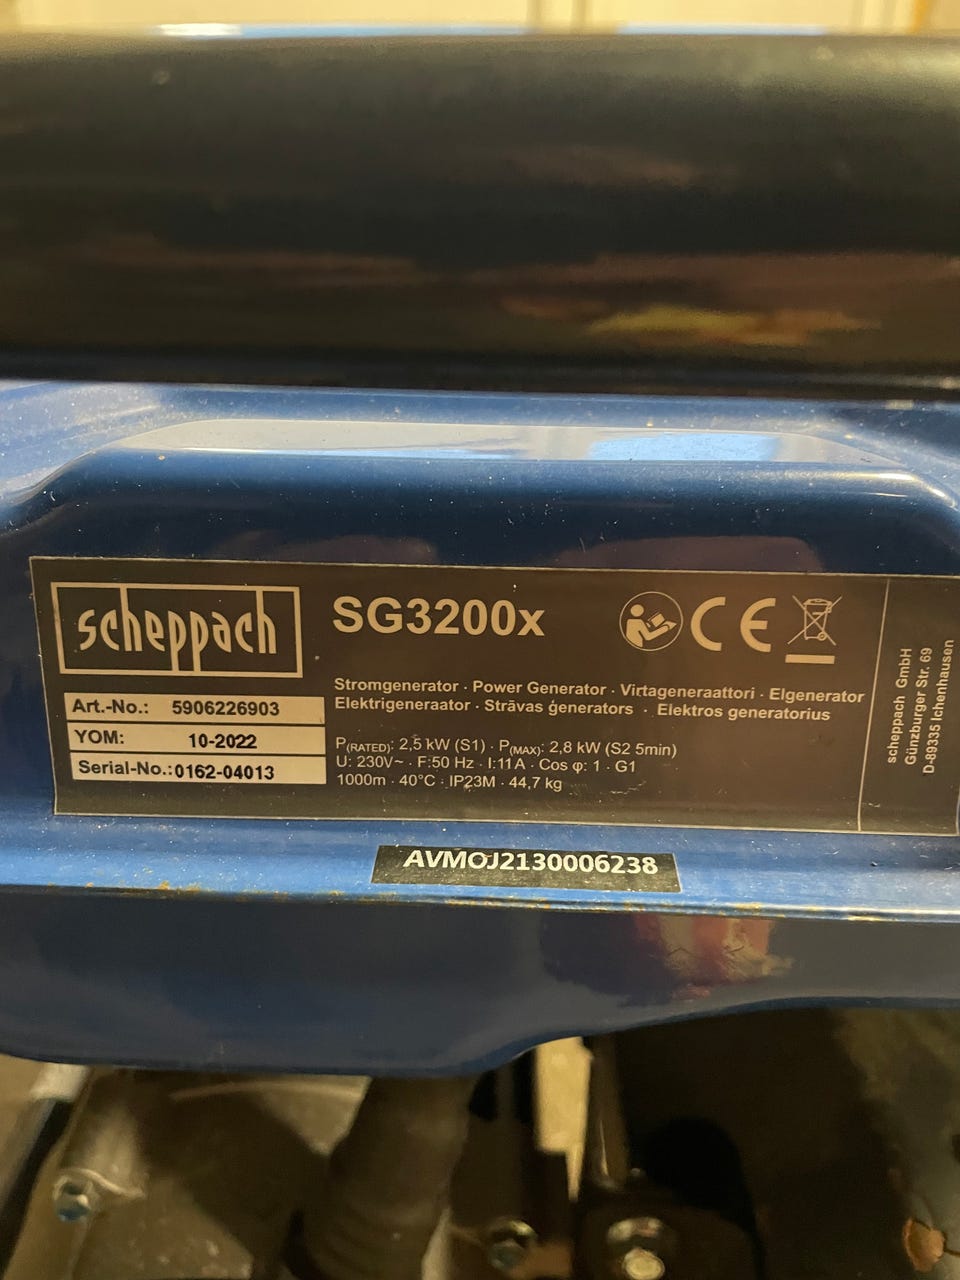 scheppach
SG3200x
Art.-No.: 5906226903
YOM: 10-2022
Serial-No.: 0162-04013
Stromgenerator · Power Generator · Virtageneraattori · Elgenerator
Elektrigeneraator · Strāvas ģenerators · Elektros generatorius
P(RATED): 2,5 kW (S1) · P(MAX): 2,8 kW (S2 5min)
U: 230V~ · F:50 Hz · I:11A · Cos φ: 1 · G1
1000m · 40°C · IP23M · 44,7 kg
CE
scheppach GmbH
Günzburger Str. 69
D-89335 Ichenhausen
AVMOJ2130006238